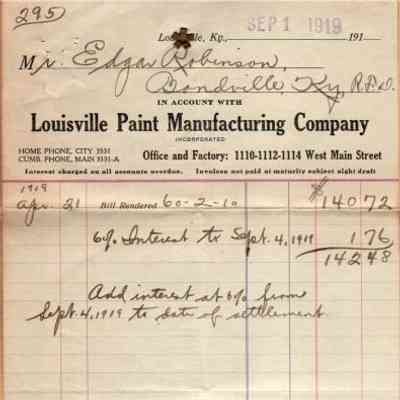 295
SEP 1 1919
Louisville, Ky., 191
Mr. Edgar Robinson,
Bondville, Ky, R.F.D.
IN ACCOUNT WITH
Louisville Paint Manufacturing Company
INCORPORATED
HOME PHONE, CITY 3331
CUMB. PHONE, MAIN 3331-A
Office and Factory: 1110-1112-1114 West Main Street
Interest charged on all accounts overdue. Invoices not paid at maturity subject sight draft
1919
Apr. 21 Bill Rendered 60-2-10 140 72
6% Interest to Sept. 4, 1919 1 76
142 48
Add interest at 6% from
Sept. 4, 1919 to date of settlement.